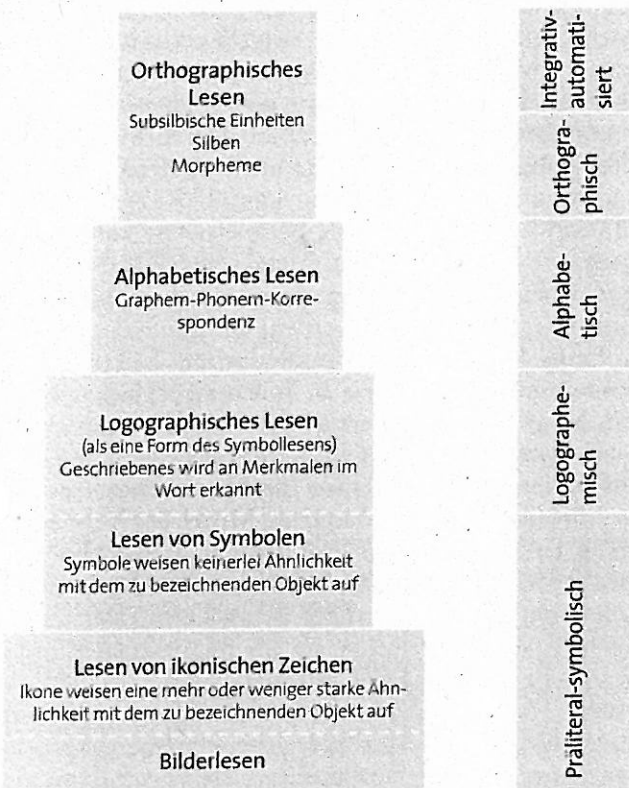 Orthographisches
Lesen
Subsilbische Einheiten
Silben
Morpheme
Alphabetisches Lesen
Graphem-Phonem-Korre-
spondenz
Logographisches Lesen
(als eine Form des Symbollesens)
Geschriebenes wird an Merkmalen im
Wort erkannt
Lesen von Symbolen
Symbole weisen keinerlei Ähnlichkeit
mit dem zu bezeichnenden Objekt auf
Lesen von ikonischen Zeichen
Ikone weisen eine mehr oder weniger starke Ähn-
lichkeit mit dem zu bezeichnenden Objekt auf
Bilderlesen
Integrativ-
automati-
siert
Orthogra-
phisch
Alphabe-
tisch
Logographe-
misch
Präliteral-symbolisch